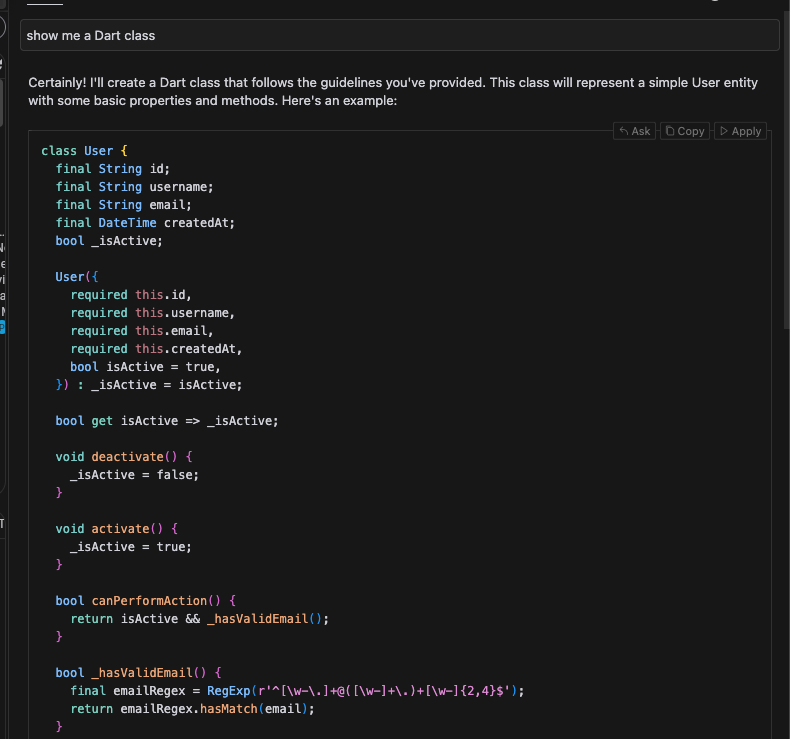 show me a Dart class
Certainly! I'll create a Dart class that follows the guidelines you've provided. This class will represent a simple User entity
with some basic properties and methods. Here's an example:
Ask Copy Apply
class User {
  final String id;
  final String username;
  final String email;
  final DateTime createdAt;
  bool _isActive;

  User({
    required this.id,
    required this.username,
    required this.email,
    required this.createdAt,
    bool isActive = true,
  }) : _isActive = isActive;

  bool get isActive => _isActive;

  void deactivate() {
    _isActive = false;
  }

  void activate() {
    _isActive = true;
  }

  bool canPerformAction() {
    return isActive && _hasValidEmail();
  }

  bool _hasValidEmail() {
    final emailRegex = RegExp(r'^[\w-\.]+@([\w-]+\.)+[\w-]{2,4}$');
    return emailRegex.hasMatch(email);
  }